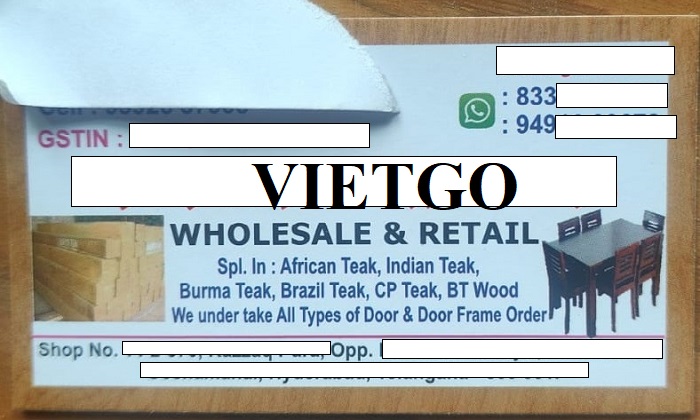 : 833
: 949
GSTIN :
VIETGO
WHOLESALE & RETAIL
Spl. In : African Teak, Indian Teak,
Burma Teak, Brazil Teak, CP Teak, BT Wood
We under take All Types of Door & Door Frame Order
Shop No. Opp.